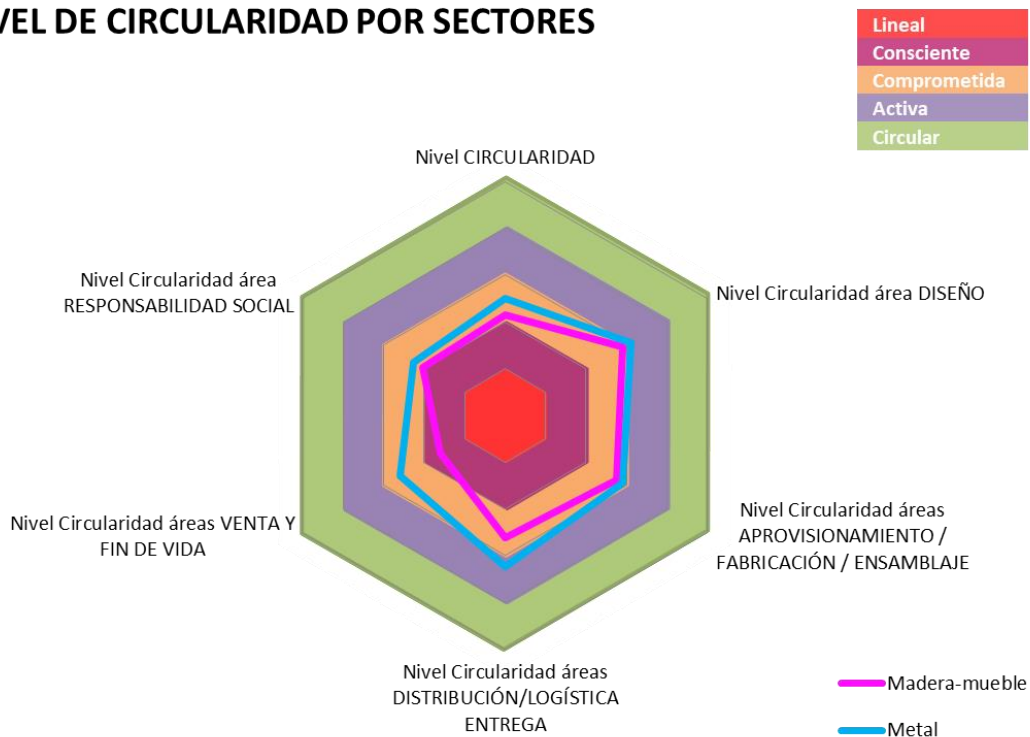 VEL DE CIRCULARIDAD POR SECTORES
Lineal
Consciente
Comprometida
Activa
Circular
Nivel CIRCULARIDAD
Nivel Circularidad área
RESPONSABILIDAD SOCIAL
Nivel Circularidad área DISEÑO
Nivel Circularidad áreas VENTA Y
FIN DE VIDA
Nivel Circularidad áreas
APROVISIONAMIENTO /
FABRICACIÓN / ENSAMBLAJE
Nivel Circularidad áreas
DISTRIBUCIÓN/LOGÍSTICA
ENTREGA
Madera-mueble
Metal